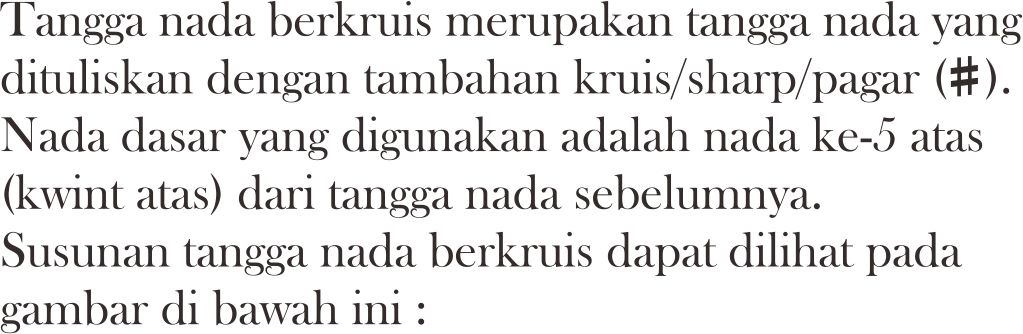 Tangga nada berkruis merupakan tangga nada yang
dituliskan dengan tambahan kruis/sharp/pagar (♯).
Nada dasar yang digunakan adalah nada ke-5 atas
(kwint atas) dari tangga nada sebelumnya.
Susunan tangga nada berkruis dapat dilihat pada
gambar di bawah ini :